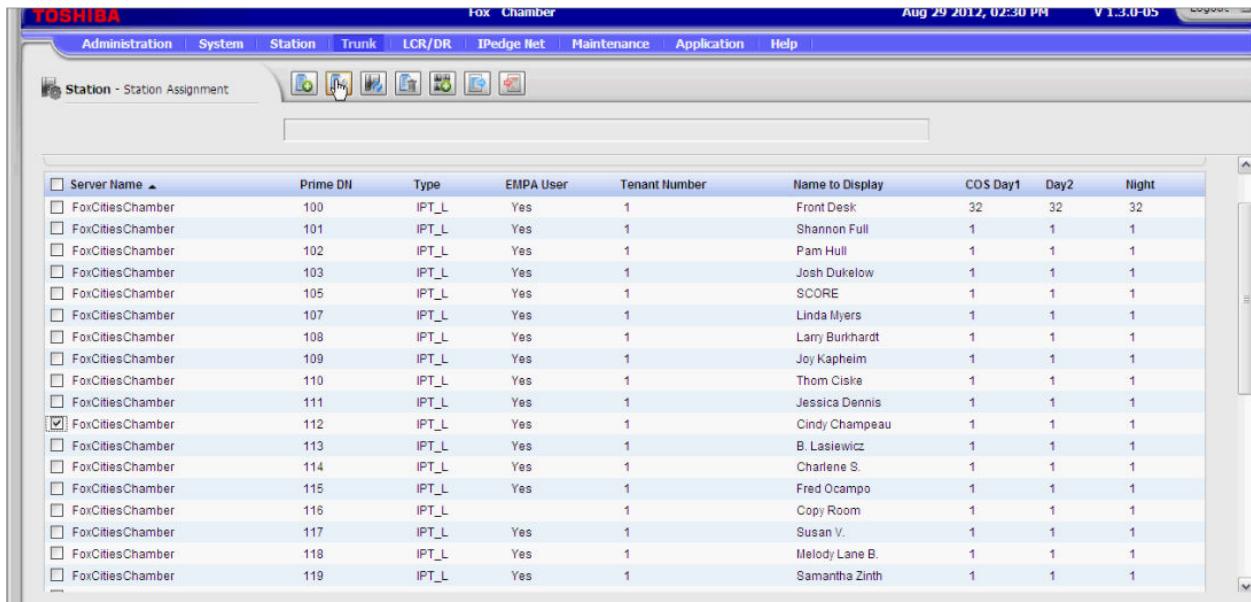 TOSHIBA Fox Chamber Aug 29 2012, 02:30 PM V 1.3.0-05 Logout
Administration System Station Trunk LCR/DR IPedge Net Maintenance Application Help
Station - Station Assignment
Server Name Prime DN Type EMPA User Tenant Number Name to Display COS Day1 Day2 Night
FoxCitiesChamber 100 IPT_L Yes 1 Front Desk 32 32 32
FoxCitiesChamber 101 IPT_L Yes 1 Shannon Full 1 1 1
FoxCitiesChamber 102 IPT_L Yes 1 Pam Hull 1 1 1
FoxCitiesChamber 103 IPT_L Yes 1 Josh Dukelow 1 1 1
FoxCitiesChamber 105 IPT_L Yes 1 SCORE 1 1 1
FoxCitiesChamber 107 IPT_L Yes 1 Linda Myers 1 1 1
FoxCitiesChamber 108 IPT_L Yes 1 Larry Burkhardt 1 1 1
FoxCitiesChamber 109 IPT_L Yes 1 Joy Kapheim 1 1 1
FoxCitiesChamber 110 IPT_L Yes 1 Thom Ciske 1 1 1
FoxCitiesChamber 111 IPT_L Yes 1 Jessica Dennis 1 1 1
FoxCitiesChamber 112 IPT_L Yes 1 Cindy Champeau 1 1 1
FoxCitiesChamber 113 IPT_L Yes 1 B. Lasiewicz 1 1 1
FoxCitiesChamber 114 IPT_L Yes 1 Charlene S. 1 1 1
FoxCitiesChamber 115 IPT_L Yes 1 Fred Ocampo 1 1 1
FoxCitiesChamber 116 IPT_L 1 Copy Room 1 1 1
FoxCitiesChamber 117 IPT_L Yes 1 Susan V. 1 1 1
FoxCitiesChamber 118 IPT_L Yes 1 Melody Lane B. 1 1 1
FoxCitiesChamber 119 IPT_L Yes 1 Samantha Zinth 1 1 1